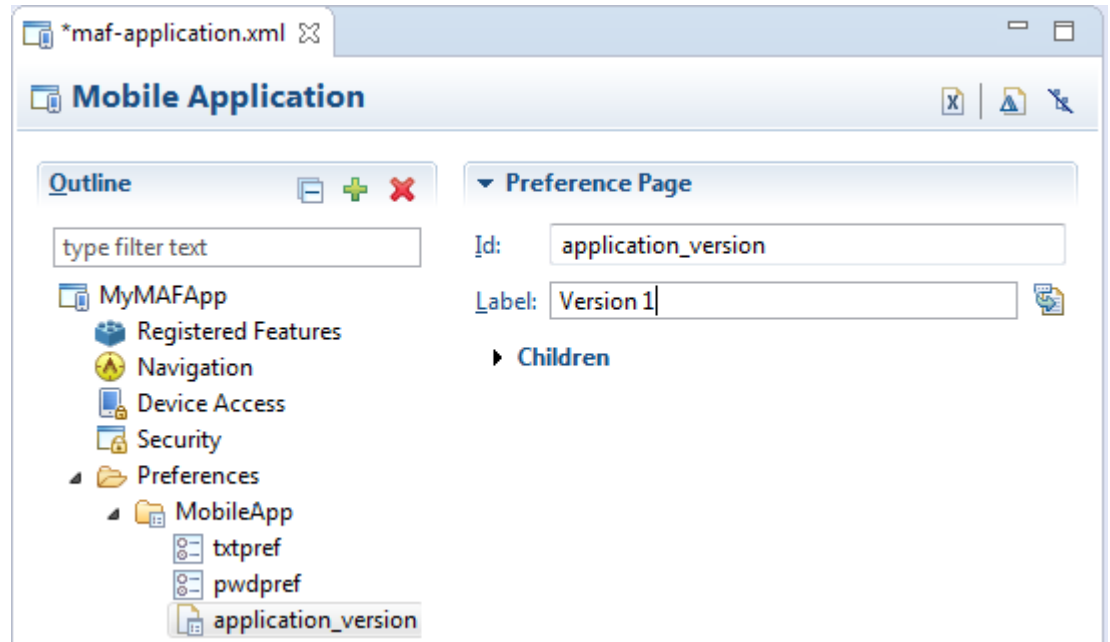 *maf-application.xml
Mobile Application
Outline
type filter text
MyMAFApp
Registered Features
Navigation
Device Access
Security
Preferences
MobileApp
txtpref
pwdpref
application_version
Preference Page
Id: application_version
Label: Version 1
Children